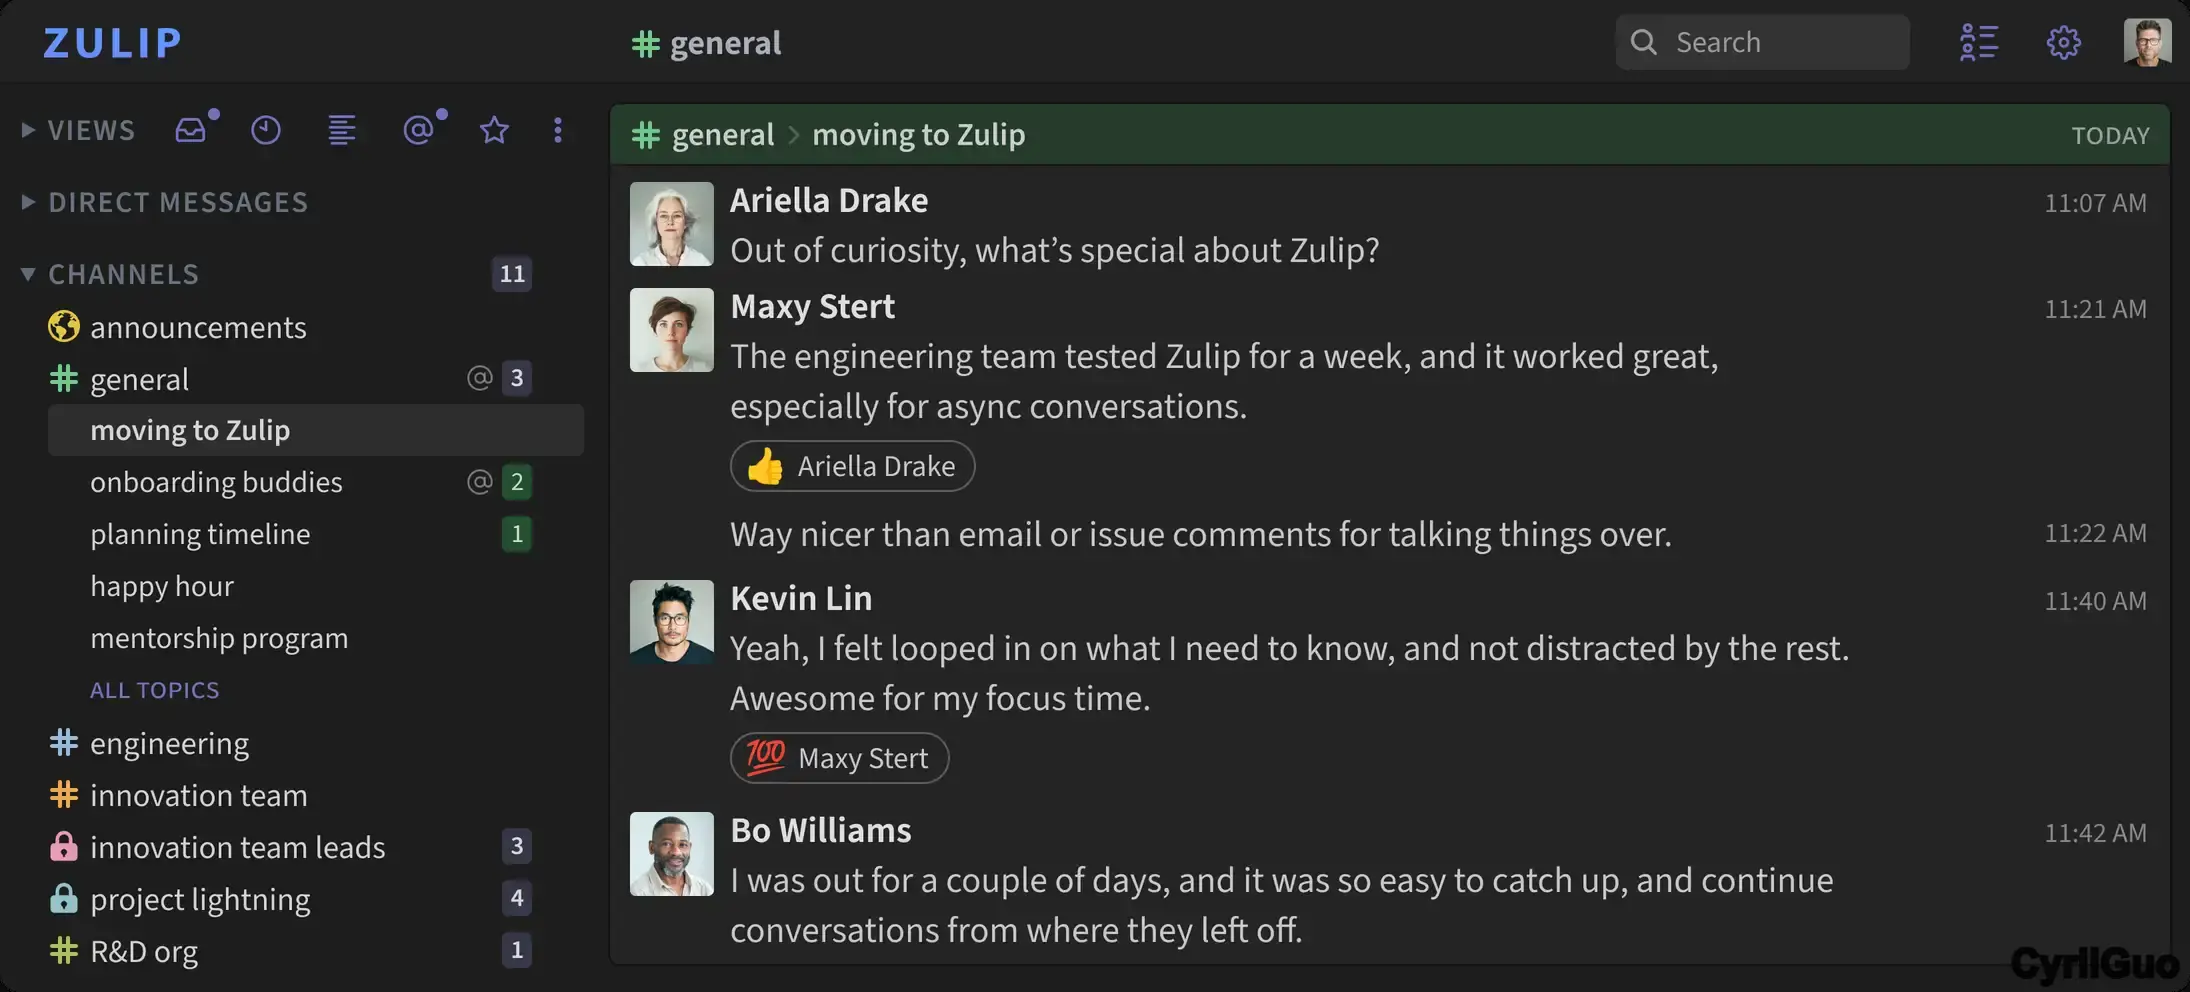 ZULIP
# general
Search
VIEWS
DIRECT MESSAGES
CHANNELS 11
announcements
# general @ 3
moving to Zulip
onboarding buddies @ 2
planning timeline 1
happy hour
mentorship program
ALL TOPICS
# engineering
# innovation team
innovation team leads 3
project lightning 4
# R&D org 1
# general > moving to Zulip TODAY
Ariella Drake 11:07 AM
Out of curiosity, what’s special about Zulip?
Maxy Stert 11:21 AM
The engineering team tested Zulip for a week, and it worked great,
especially for async conversations.
👍 Ariella Drake
Way nicer than email or issue comments for talking things over. 11:22 AM
Kevin Lin 11:40 AM
Yeah, I felt looped in on what I need to know, and not distracted by the rest.
Awesome for my focus time.
💯 Maxy Stert
Bo Williams 11:42 AM
I was out for a couple of days, and it was so easy to catch up, and continue
conversations from where they left off.
CyrilGuo